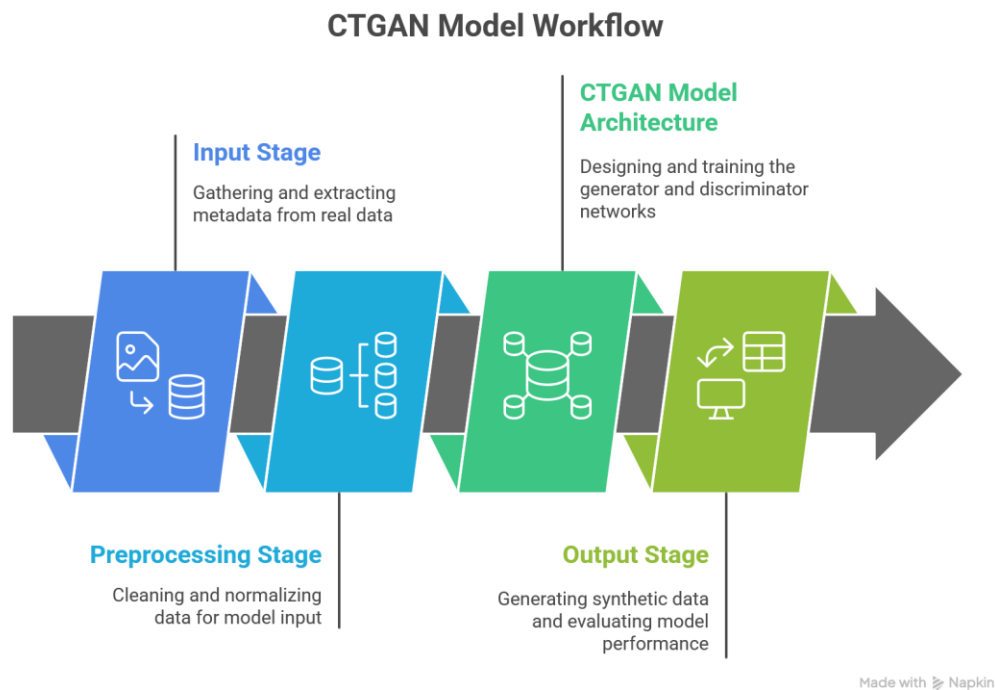 CTGAN Model Workflow
Input Stage
Gathering and extracting
metadata from real data
CTGAN Model
Architecture
Designing and training the
generator and discriminator
networks
Preprocessing Stage
Cleaning and normalizing
data for model input
Output Stage
Generating synthetic data
and evaluating model
performance
Made with Napkin